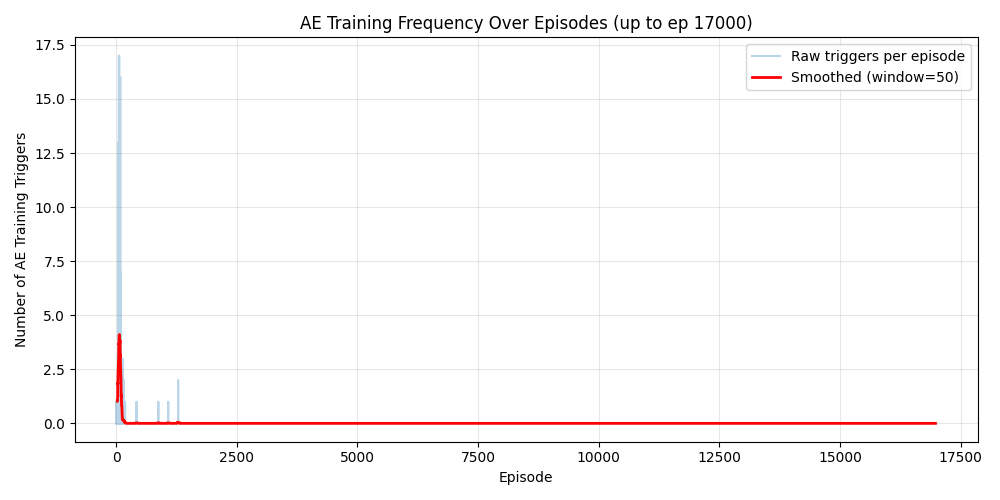 AE Training Frequency Over Episodes (up to ep 17000)
Raw triggers per episode
Smoothed (window=50)
Number of AE Training Triggers
17.5
15.0
12.5
10.0
7.5
5.0
2.5
0.0
0 2500 5000 7500 10000 12500 15000 17500
Episode